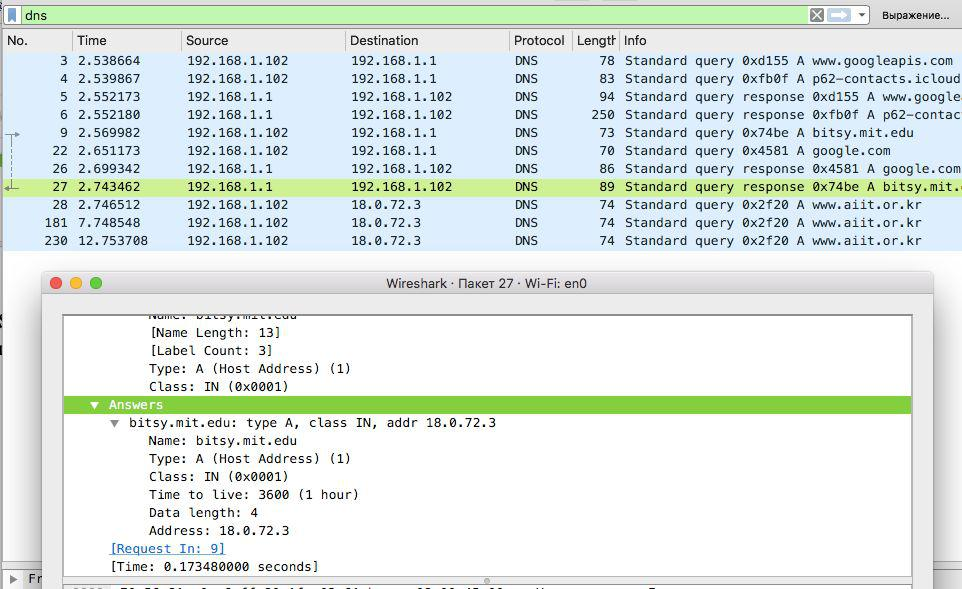 dns Выражение...
No. Time Source Destination Protocol Length Info
3 2.538664 192.168.1.102 192.168.1.1 DNS 78 Standard query 0xd155 A www.googleapis.com
4 2.539867 192.168.1.102 192.168.1.1 DNS 83 Standard query 0xfb0f A p62-contacts.icloud
5 2.552173 192.168.1.1 192.168.1.102 DNS 94 Standard query response 0xd155 A www.google
6 2.552180 192.168.1.1 192.168.1.102 DNS 250 Standard query response 0xfb0f A p62-contac
9 2.569982 192.168.1.102 192.168.1.1 DNS 73 Standard query 0x74be A bitsy.mit.edu
22 2.651173 192.168.1.102 192.168.1.1 DNS 70 Standard query 0x4581 A google.com
26 2.699342 192.168.1.1 192.168.1.102 DNS 86 Standard query response 0x4581 A google.com
27 2.743462 192.168.1.1 192.168.1.102 DNS 89 Standard query response 0x74be A bitsy.mit.
28 2.746512 192.168.1.102 18.0.72.3 DNS 74 Standard query 0x2f20 A www.aiit.or.kr
181 7.748548 192.168.1.102 18.0.72.3 DNS 74 Standard query 0x2f20 A www.aiit.or.kr
230 12.753708 192.168.1.102 18.0.72.3 DNS 74 Standard query 0x2f20 A www.aiit.or.kr
Wireshark · Пакет 27 · Wi-Fi: en0
Name: bitsy.mit.edu
[Name Length: 13]
[Label Count: 3]
Type: A (Host Address) (1)
Class: IN (0x0001)
Answers
bitsy.mit.edu: type A, class IN, addr 18.0.72.3
Name: bitsy.mit.edu
Type: A (Host Address) (1)
Class: IN (0x0001)
Time to live: 3600 (1 hour)
Data length: 4
Address: 18.0.72.3
[Request In: 9]
[Time: 0.173480000 seconds]
Fr